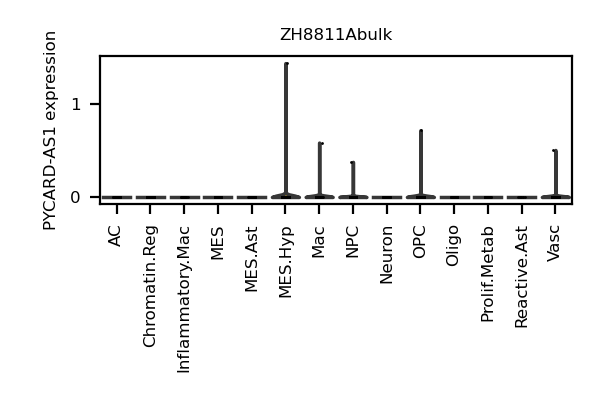 ZH8811Abulk
PYCARD-AS1 expression
1
0
AC
Chromatin.Reg
Inflammatory.Mac
MES
MES.Ast
MES.Hyp
Mac
NPC
Neuron
OPC
Oligo
Prolif.Metab
Reactive.Ast
Vasc